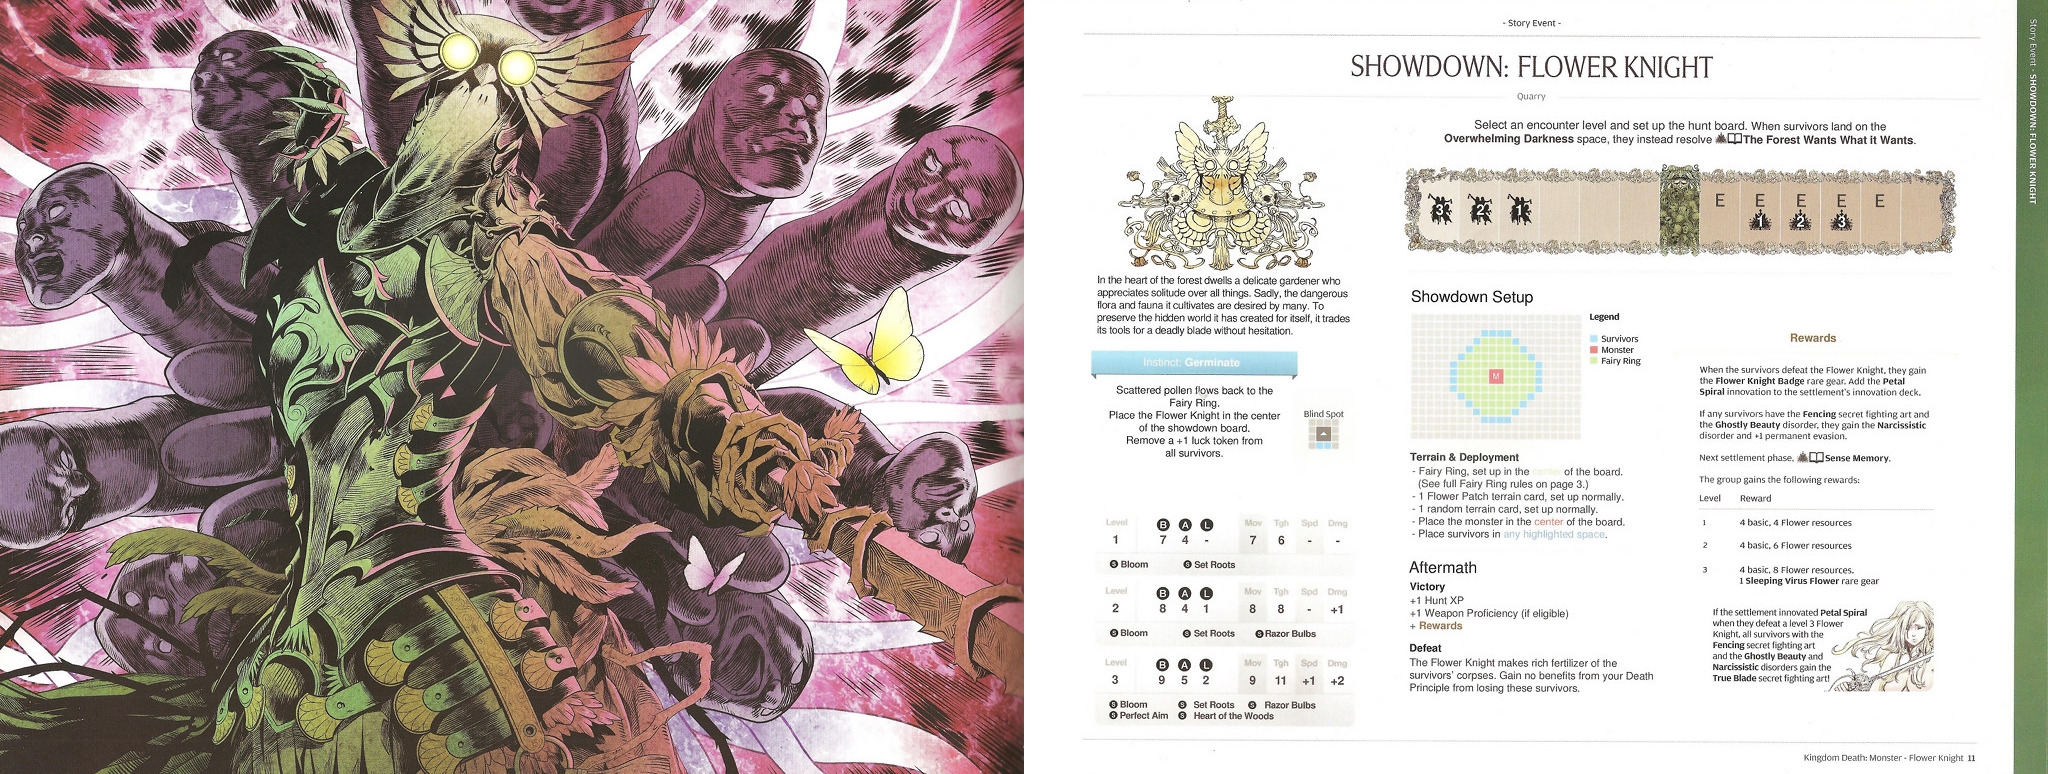 - Story Event -
SHOWDOWN: FLOWER KNIGHT
Quarry
Select an encounter level and set up the hunt board. When survivors land on the
Overwhelming Darkness space, they instead resolve The Forest Wants What it Wants.
3 2 1 E E E E E
1 2 3
In the heart of the forest dwells a delicate gardener who
appreciates solitude over all things. Sadly, the dangerous
flora and fauna it cultivates are desired by many. To
preserve the hidden world it has created for itself, it trades
its tools for a deadly blade without hesitation.
Instinct: Germinate
Scattered pollen flows back to the
Fairy Ring.
Place the Flower Knight in the center
of the showdown board.
Remove a +1 luck token from
all survivors.
Blind Spot
Level B A L Mov Tgh Spd Dmg
1 7 4 - 7 6 - -
S Bloom S Set Roots
Level B A L Mov Tgh Spd Dmg
2 8 4 1 8 8 - +1
S Bloom S Set Roots S Razor Bulbs
Level B A L Mov Tgh Spd Dmg
3 9 5 2 9 11 +1 +2
S Bloom S Set Roots S Razor Bulbs
S Perfect Aim S Heart of the Woods
Showdown Setup
M
Legend
Survivors
Monster
Fairy Ring
Terrain & Deployment
- Fairy Ring, set up in the center of the board.
(See full Fairy Ring rules on page 3.)
- 1 Flower Patch terrain card, set up normally.
- 1 random terrain card, set up normally.
- Place the monster in the center of the board.
- Place survivors in any highlighted space.
Aftermath
Victory
+1 Hunt XP
+1 Weapon Proficiency (if eligible)
+ Rewards
Defeat
The Flower Knight makes rich fertilizer of the
survivors' corpses. Gain no benefits from your Death
Principle from losing these survivors.
Rewards
When the survivors defeat the Flower Knight, they gain
the Flower Knight Badge rare gear. Add the Petal
Spiral innovation to the settlement's innovation deck.
If any survivors have the Fencing secret fighting art and
the Ghostly Beauty disorder, they gain the Narcissistic
disorder and +1 permanent evasion.
Next settlement phase, Sense Memory.
The group gains the following rewards:
Level Reward
1 4 basic, 4 Flower resources
2 4 basic, 6 Flower resources
3 4 basic, 8 Flower resources.
1 Sleeping Virus Flower rare gear
If the settlement innovated Petal Spiral
when they defeat a level 3 Flower
Knight, all survivors with the
Fencing secret fighting art
and the Ghostly Beauty and
Narcissistic disorders gain the
True Blade secret fighting art!
Kingdom Death: Monster - Flower Knight 11
Story Event - SHOWDOWN: FLOWER KNIGHT